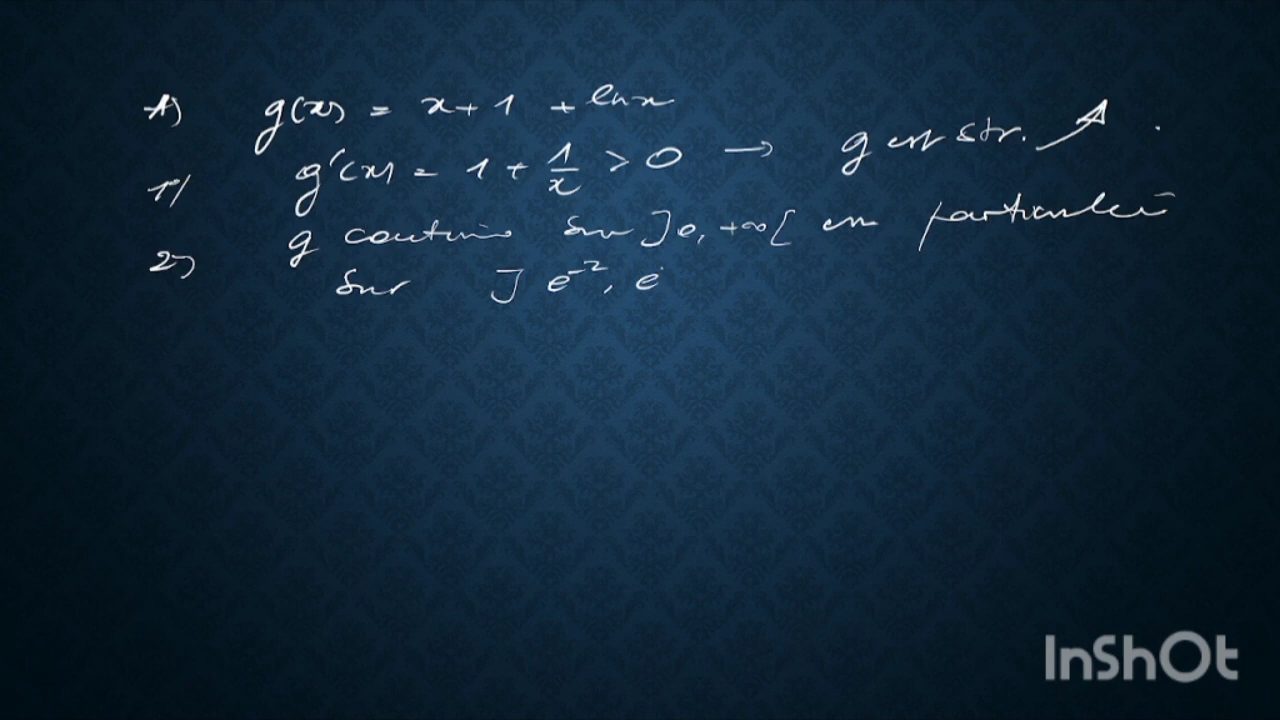 A) g(x) = x + 1 + ln x
1°/ g'(x) = 1 + 1/x > 0 → g est str. ↗ .
2) g continue sur ]0, +∞[ en particulier
sur ] e⁻², e
InShOt